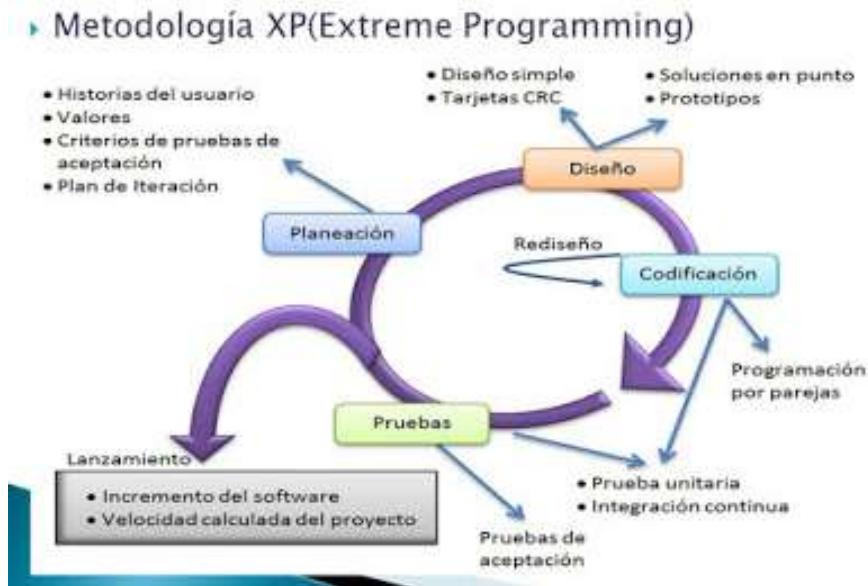 Metodología XP(Extreme Programming)
• Historias del usuario
• Valores
• Criterios de pruebas de
aceptación
• Plan de Iteración
• Diseño simple
• Tarjetas CRC
• Soluciones en punto
• Prototipos
Diseño
Planeación
Rediseño
Codificación
Programación
por parejas
Pruebas
Lanzamiento
• Incremento del software
• Velocidad calculada del proyecto
• Prueba unitaria
• Integración continua
Pruebas de
aceptación